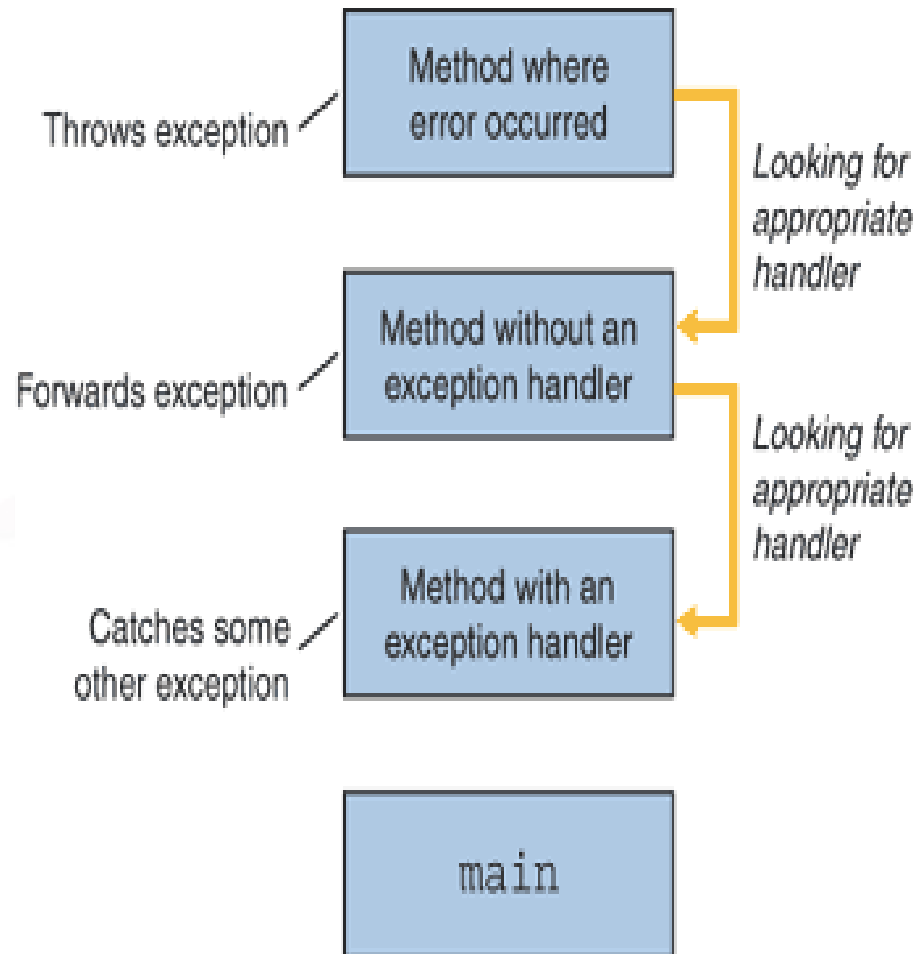 Method where
error occurred
Throws exception
Looking for
appropriate
handler
Method without an
exception handler
Forwards exception
Looking for
appropriate
handler
Method with an
exception handler
Catches some
other exception
main